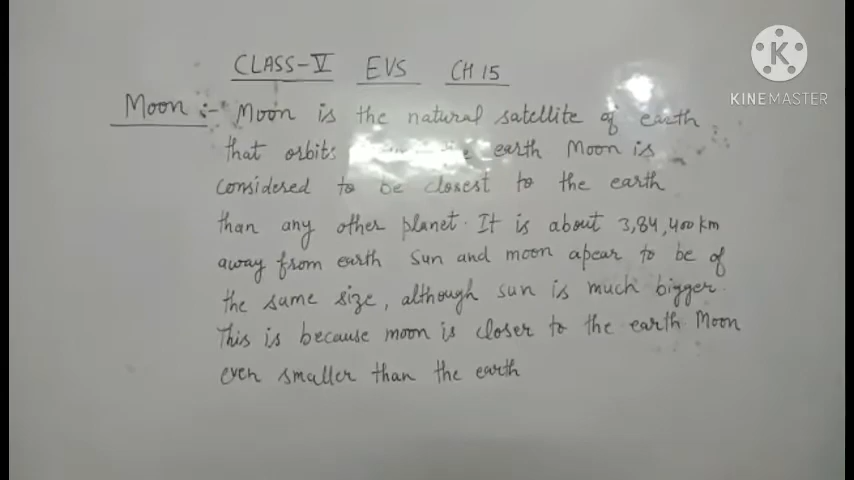 CLASS-V EVS CH 15
KINEMASTER
Moon :- Moon is the natural satellite of earth
that orbits earth Moon is
considered to be closest to the earth
than any other planet. It is about 3,84,400 km
away from earth Sun and moon apear to be of
the same size, although sun is much bigger.
This is because moon is closer to the earth Moon
even smaller than the earth